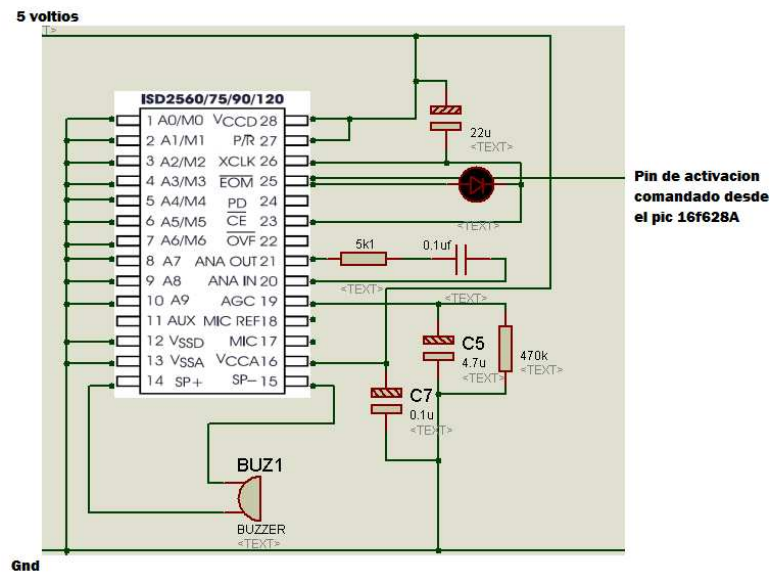 5 voltios
T>
ISD2560/75/90/120
1 A0/M0 VCCD 28
2 A1/M1 P/R 27
3 A2/M2 XCLK 26
4 A3/M3 EOM 25
5 A4/M4 PD 24
6 A5/M5 CE 23
7 A6/M6 OVF 22
8 A7 ANA OUT 21
9 A8 ANA IN 20
10 A9 AGC 19
11 AUX MIC REF 18
12 VSSD MIC 17
13 VSSA VCCA 16
14 SP+ SP- 15
22u
<TEXT>
Pin de activacion
comandado desde
el pic 16f628A
<TEXT>
5k1
<TEXT>
0.1uf
<TEXT>
C5
4.7u
<TEXT>
470k
<TEXT>
C7
0.1u
<TEXT>
BUZ1
BUZZER
<TEXT>
Gnd